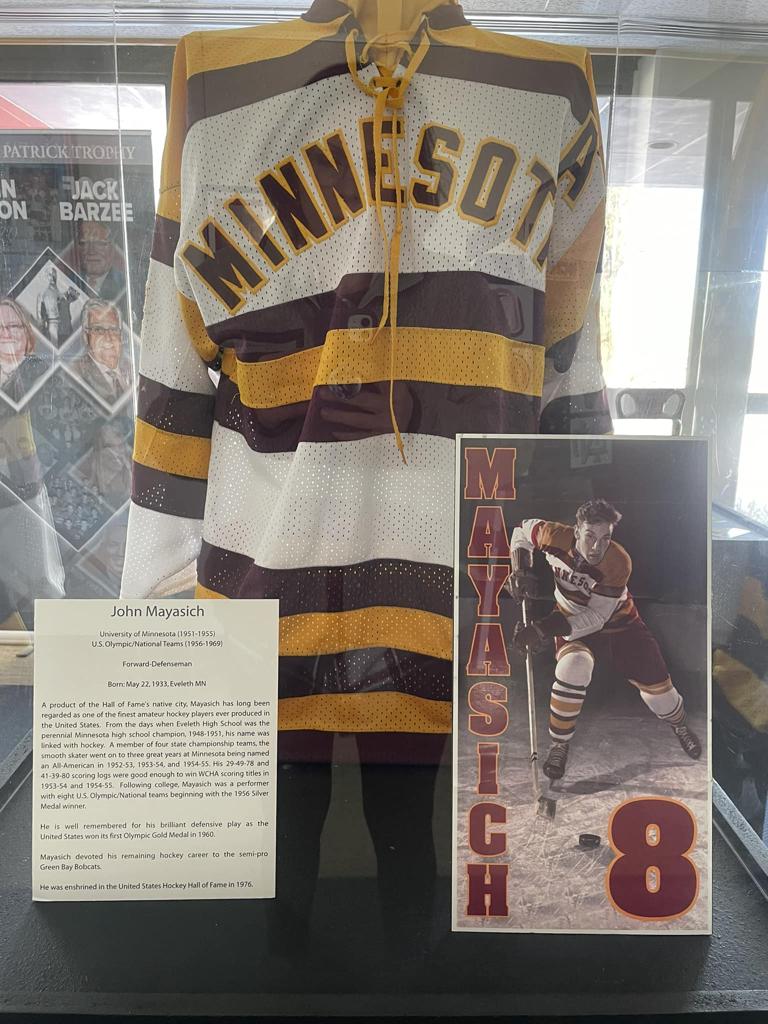 PATRICK TROPHY
N JACK
ON BARZEE
MINNESOTA
John Mayasich
University of Minnesota (1951-1955)
U.S. Olympic/National Teams (1956-1969)
Forward-Defenseman
Born: May 22, 1933, Eveleth MN
A product of the Hall of Fame's native city, Mayasich has long been
regarded as one of the finest amateur hockey players ever produced in
the United States. From the days when Eveleth High School was the
perennial Minnesota high school champion, 1948-1951, his name was
linked with hockey. A member of four state championship teams, the
smooth skater went on to three great years at Minnesota being named
an All-American in 1952-53, 1953-54, and 1954-55. His 29-49-78 and
41-39-80 scoring logs were good enough to win WCHA scoring titles in
1953-54 and 1954-55. Following college, Mayasich was a performer
with eight U.S. Olympic/National teams beginning with the 1956 Silver
Medal winner.
He is well remembered for his brilliant defensive play as the
United States won its first Olympic Gold Medal in 1960.
Mayasich devoted his remaining hockey career to the semi-pro
Green Bay Bobcats.
He was enshrined in the United States Hockey Hall of Fame in 1976.
MAYASICH
NNESO
8